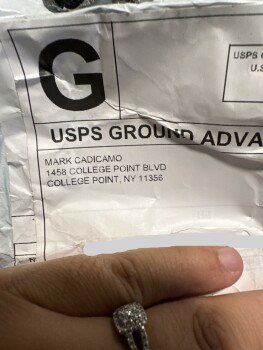 G
USPS
U.S
USPS GROUND ADVA
MARK CADICAMO
1458 COLLEGE POINT BLVD
COLLEGE POINT, NY 11356